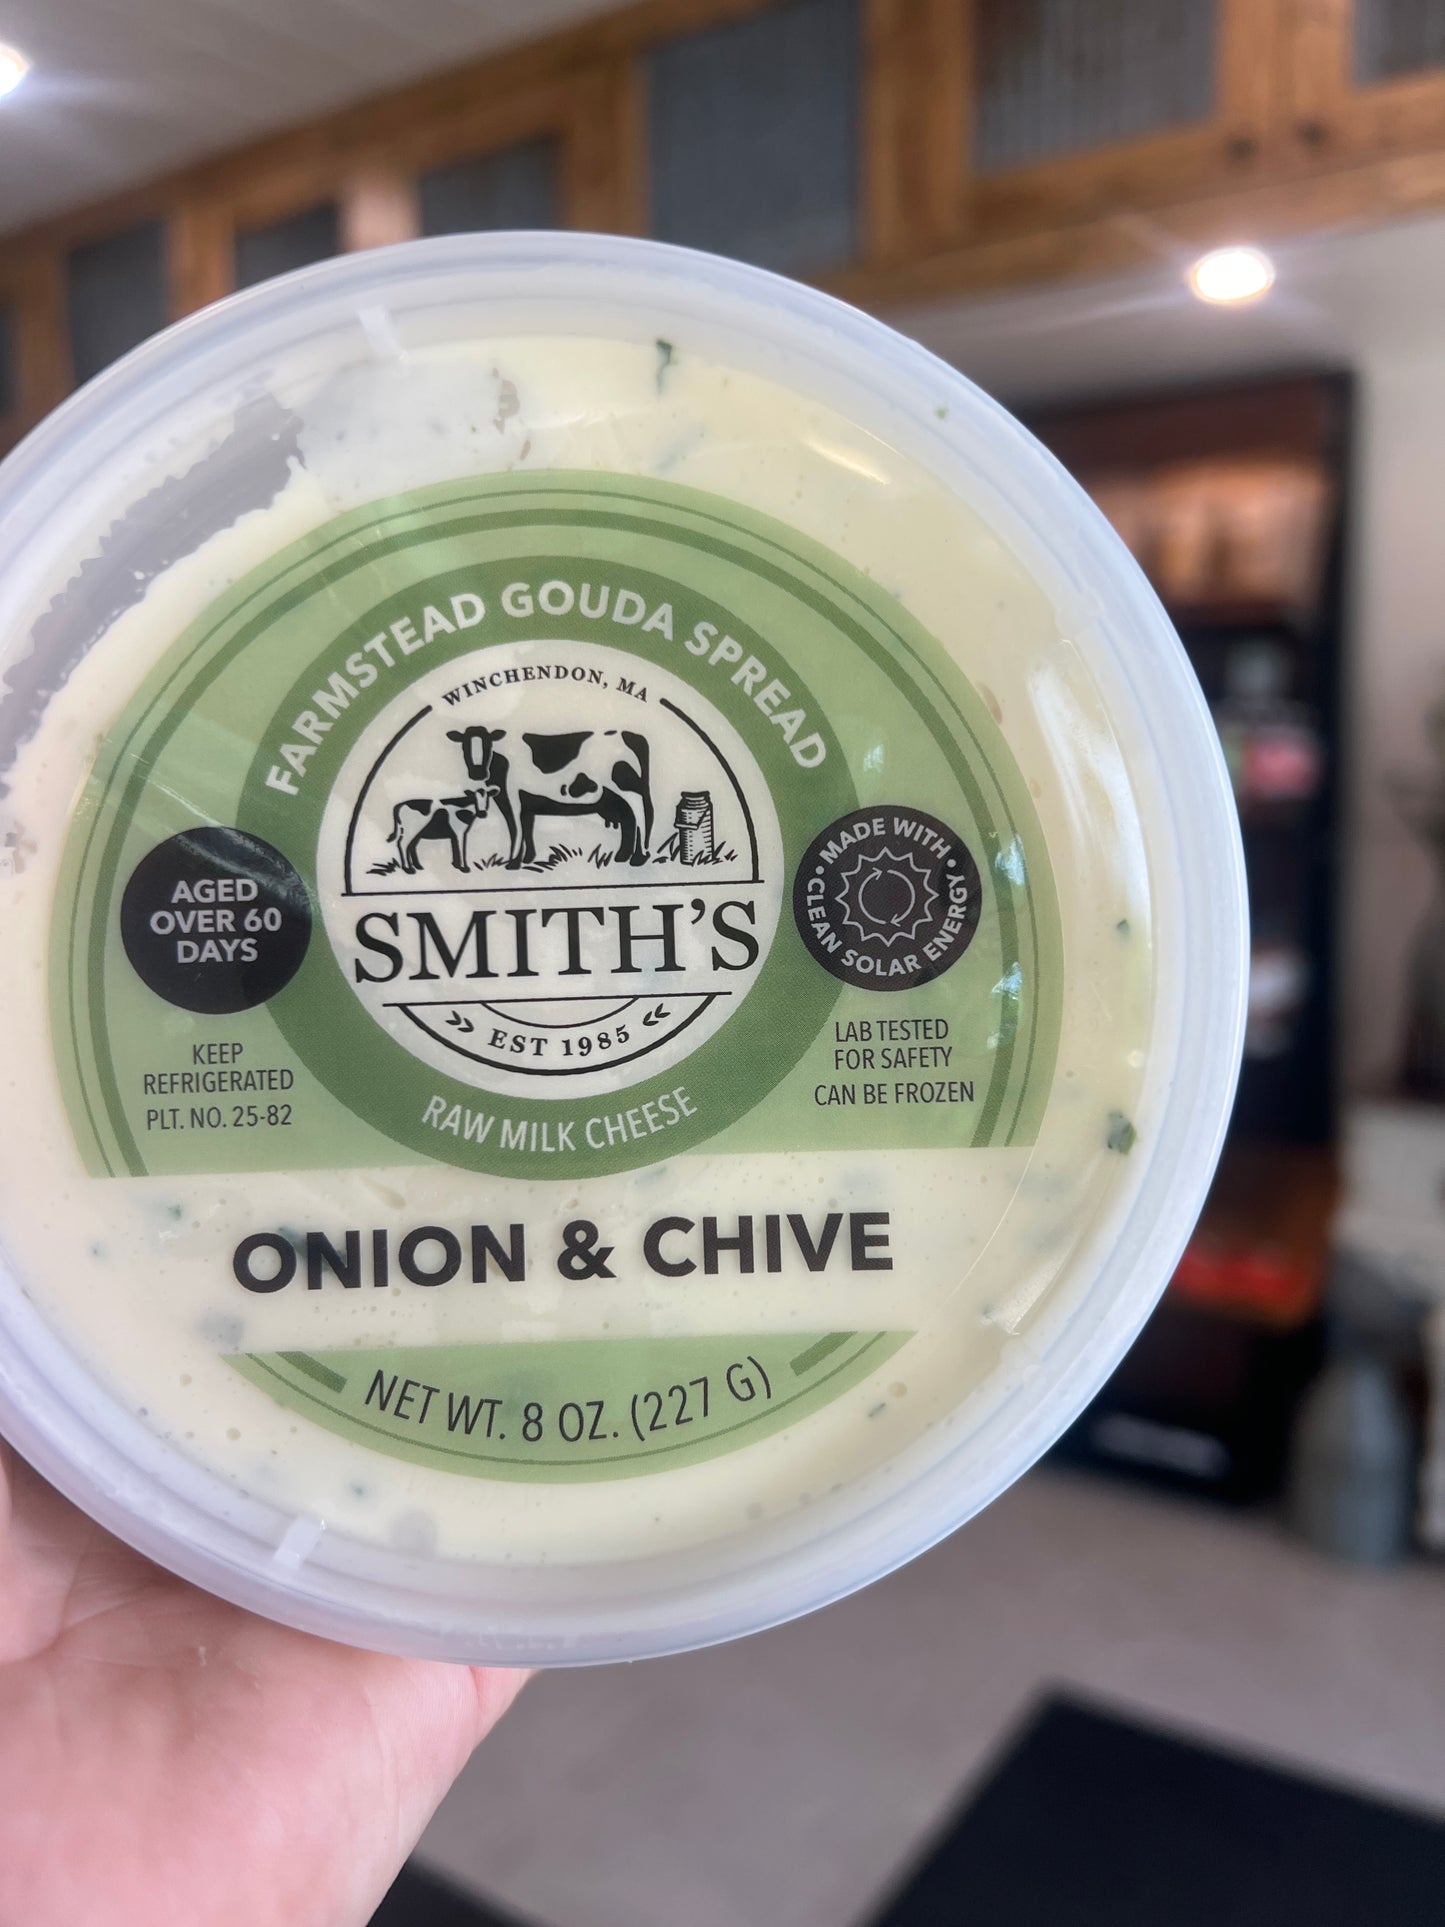 FARMSTEAD GOUDA SPREAD
WINCHENDON, MA
SMITH'S
EST 1985
RAW MILK CHEESE
AGED
OVER 60
DAYS
KEEP
REFRIGERATED
PLT. NO. 25-82
• MADE WITH •
CLEAN SOLAR ENERGY
LAB TESTED
FOR SAFETY
CAN BE FROZEN
ONION & CHIVE
NET WT. 8 OZ. (227 G)